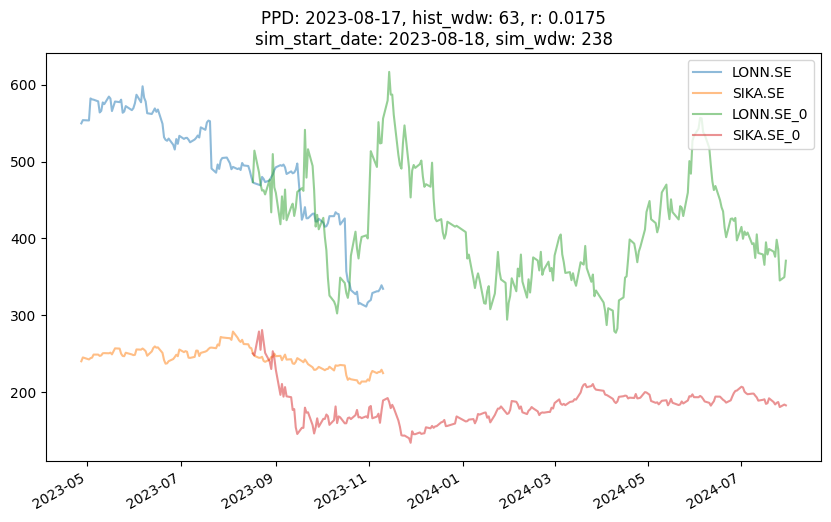 PPD: 2023-08-17, hist_wdw: 63, r: 0.0175
sim_start_date: 2023-08-18, sim_wdw: 238
LONN.SE
SIKA.SE
LONN.SE_0
SIKA.SE_0
600
500
400
300
200
2023-05
2023-07
2023-09
2023-11
2024-01
2024-03
2024-05
2024-07